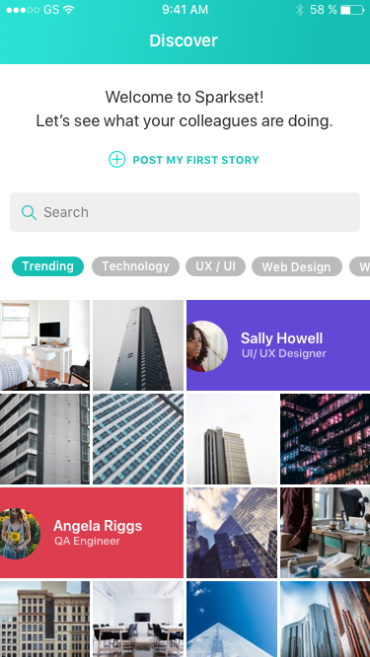 GS 9:41 AM 58 %
Discover
Welcome to Sparkset!
Let's see what your colleagues are doing.
POST MY FIRST STORY
Search
Trending Technology UX / UI Web Design W
Sally Howell
UI/ UX Designer
Angela Riggs
QA Engineer